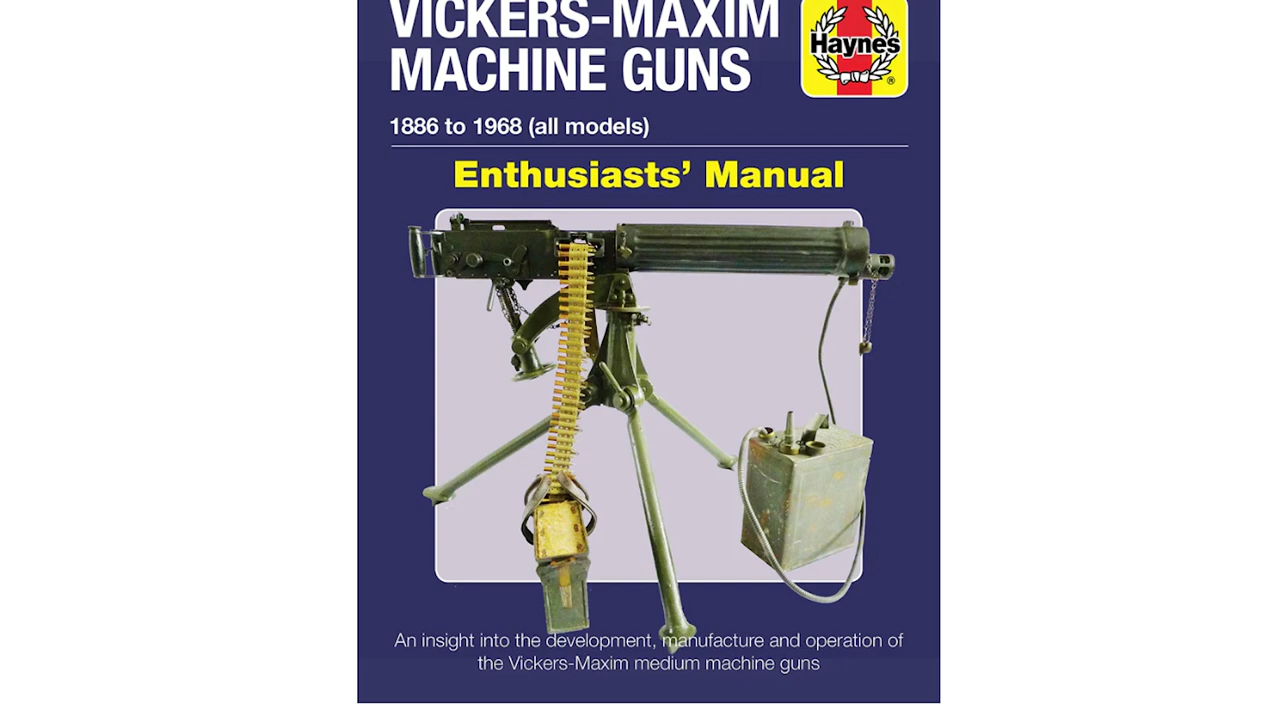 VICKERS-MAXIM
MACHINE GUNS
Haynes
®
1886 to 1968 (all models)
Enthusiasts’ Manual
An insight into the development, manufacture and operation of
the Vickers-Maxim medium machine guns